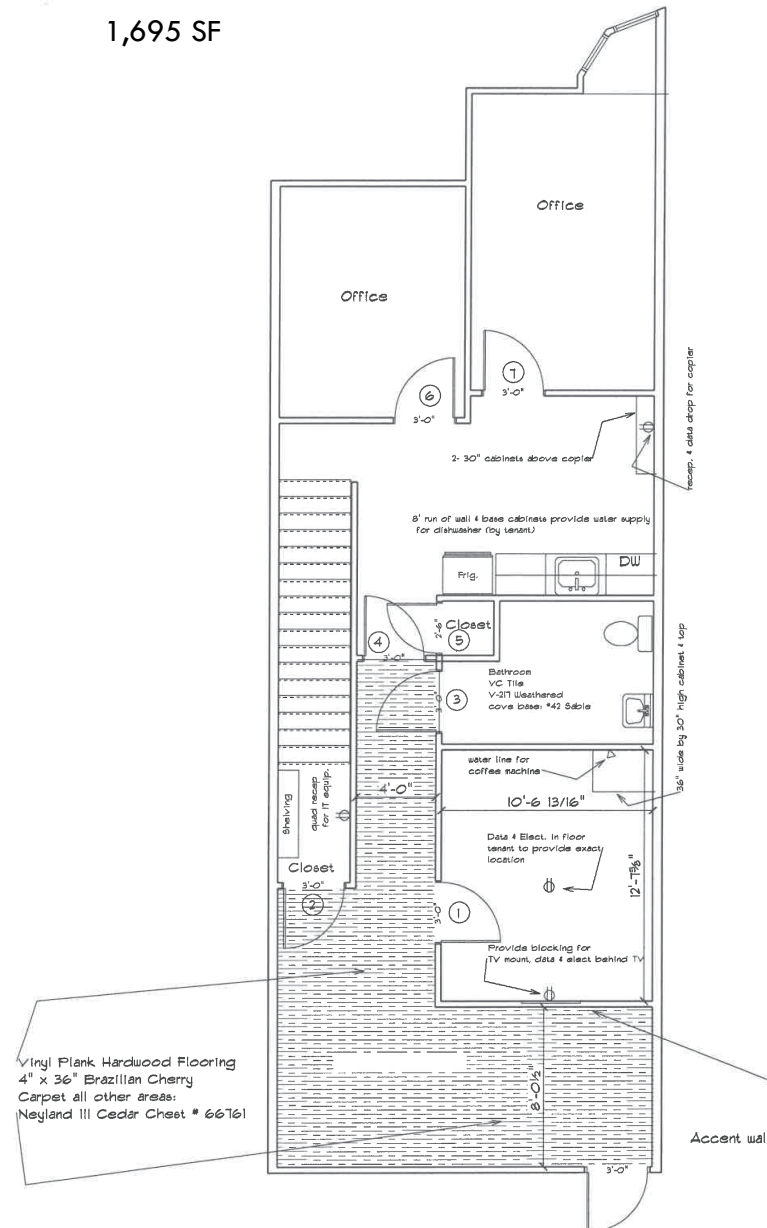 1,695 SF
Office
Office
7
3'-0"
6
3'-0"
2- 30" cabinets above copier
recep. & data drop for copier
8' run of wall & base cabinets provide water supply
for dishwasher (by tenant)
DW
Frig.
Closet
2'-6"
5
4
3'-0"
Bathroom
VC Tile
V-217 Weathered
cove base: #42 Sable
3
3'-0"
36" wide by 30" high cabinet & top
water line for
coffee machine
4'-0"
10'-6 13/16"
Shelving
quad recep
for IT equip.
Data & Elect. in floor
tenant to provide exact
location
Closet
3'-0"
2
1
3'-0"
Provide blocking for
TV mount, data & elect behind TV
Vinyl Plank Hardwood Flooring
4" x 36" Brazilian Cherry
Carpet all other areas:
Neyland III Cedar Chest # 66761
8'-0 1/2"
Accent wal
3'-0"